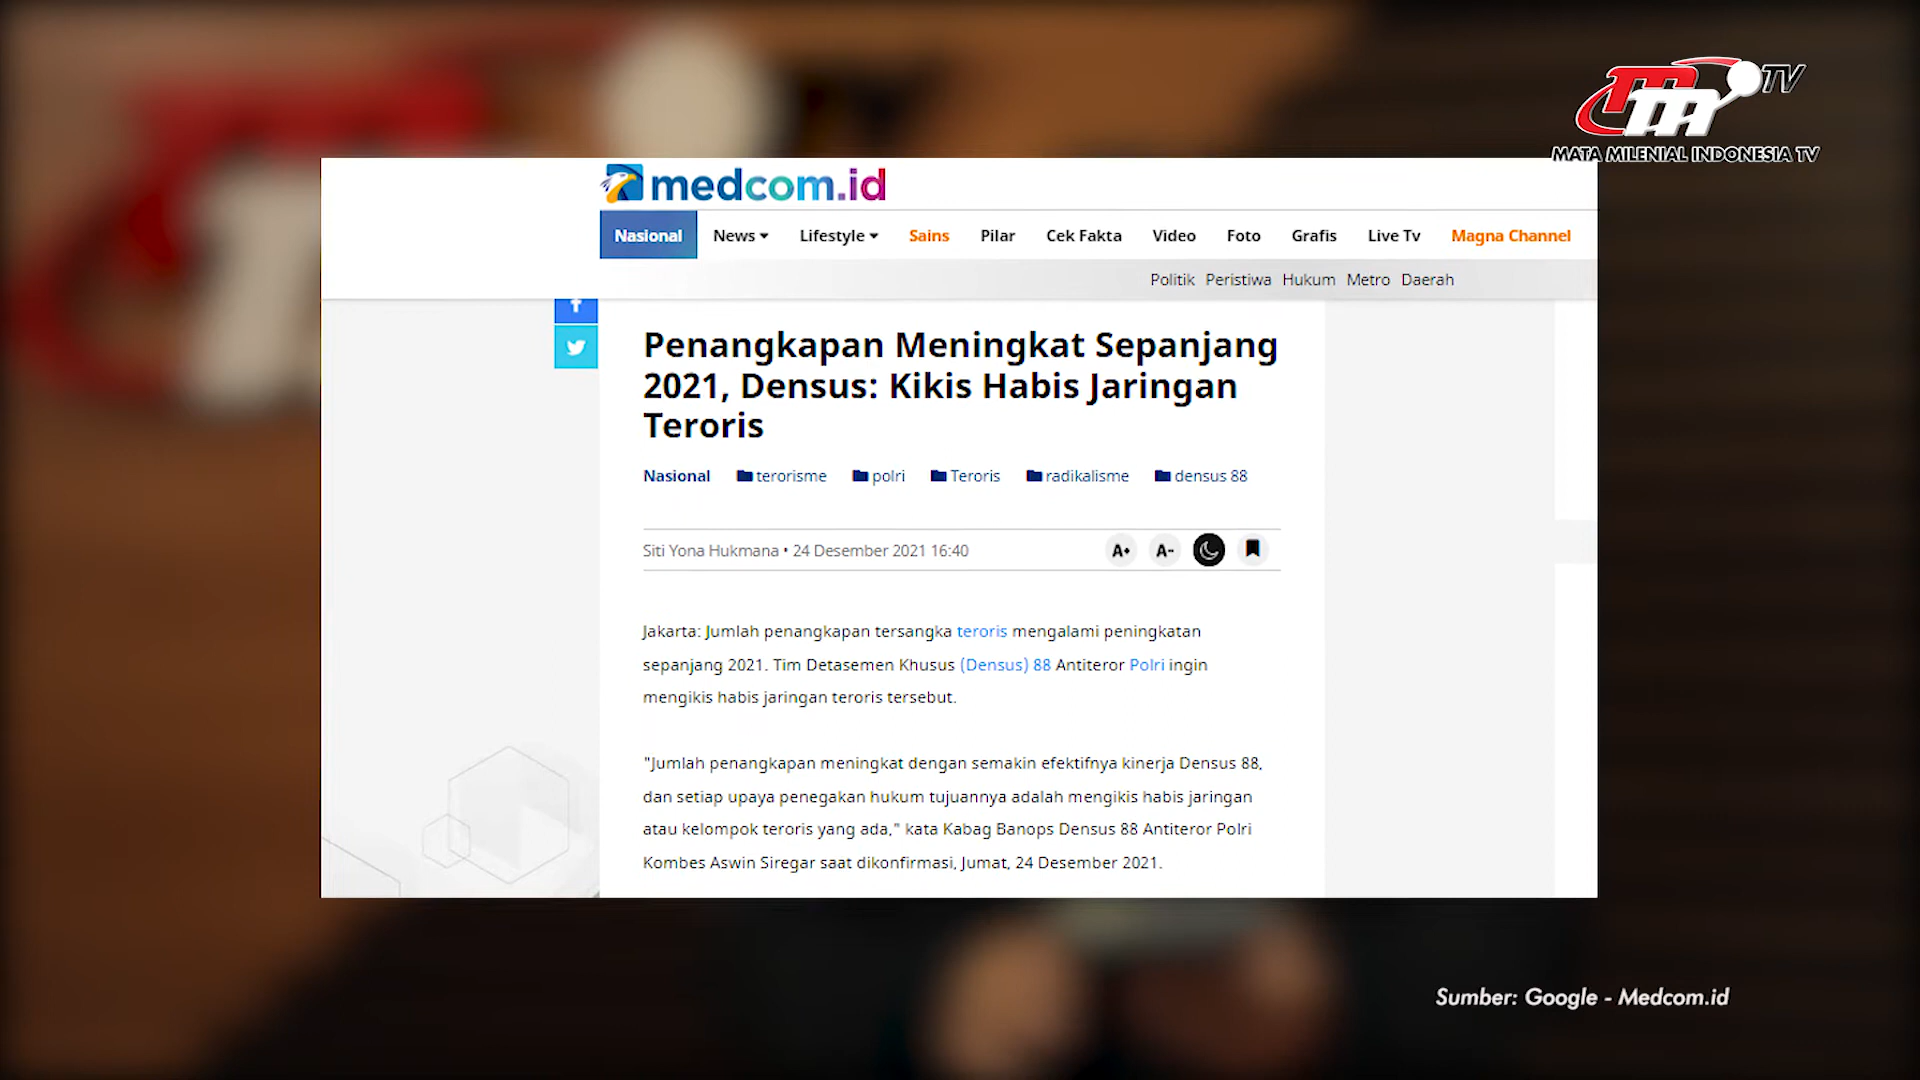 MM TV
MATA MILENIAL INDONESIA TV
medcom.id
Nasional News Lifestyle Sains Pilar Cek Fakta Video Foto Grafis Live Tv Magna Channel
Politik Peristiwa Hukum Metro Daerah
Penangkapan Meningkat Sepanjang
2021, Densus: Kikis Habis Jaringan
Teroris
Nasional terorisme polri Teroris radikalisme densus 88
Siti Yona Hukmana • 24 Desember 2021 16:40 A+ A-
Jakarta: Jumlah penangkapan tersangka teroris mengalami peningkatan
sepanjang 2021. Tim Detasemen Khusus (Densus) 88 Antiteror Polri ingin
mengikis habis jaringan teroris tersebut.
"Jumlah penangkapan meningkat dengan semakin efektifnya kinerja Densus 88,
dan setiap upaya penegakan hukum tujuannya adalah mengikis habis jaringan
atau kelompok teroris yang ada," kata Kabag Banops Densus 88 Antiteror Polri
Kombes Aswin Siregar saat dikonfirmasi, Jumat, 24 Desember 2021.
Sumber: Google - Medcom.id